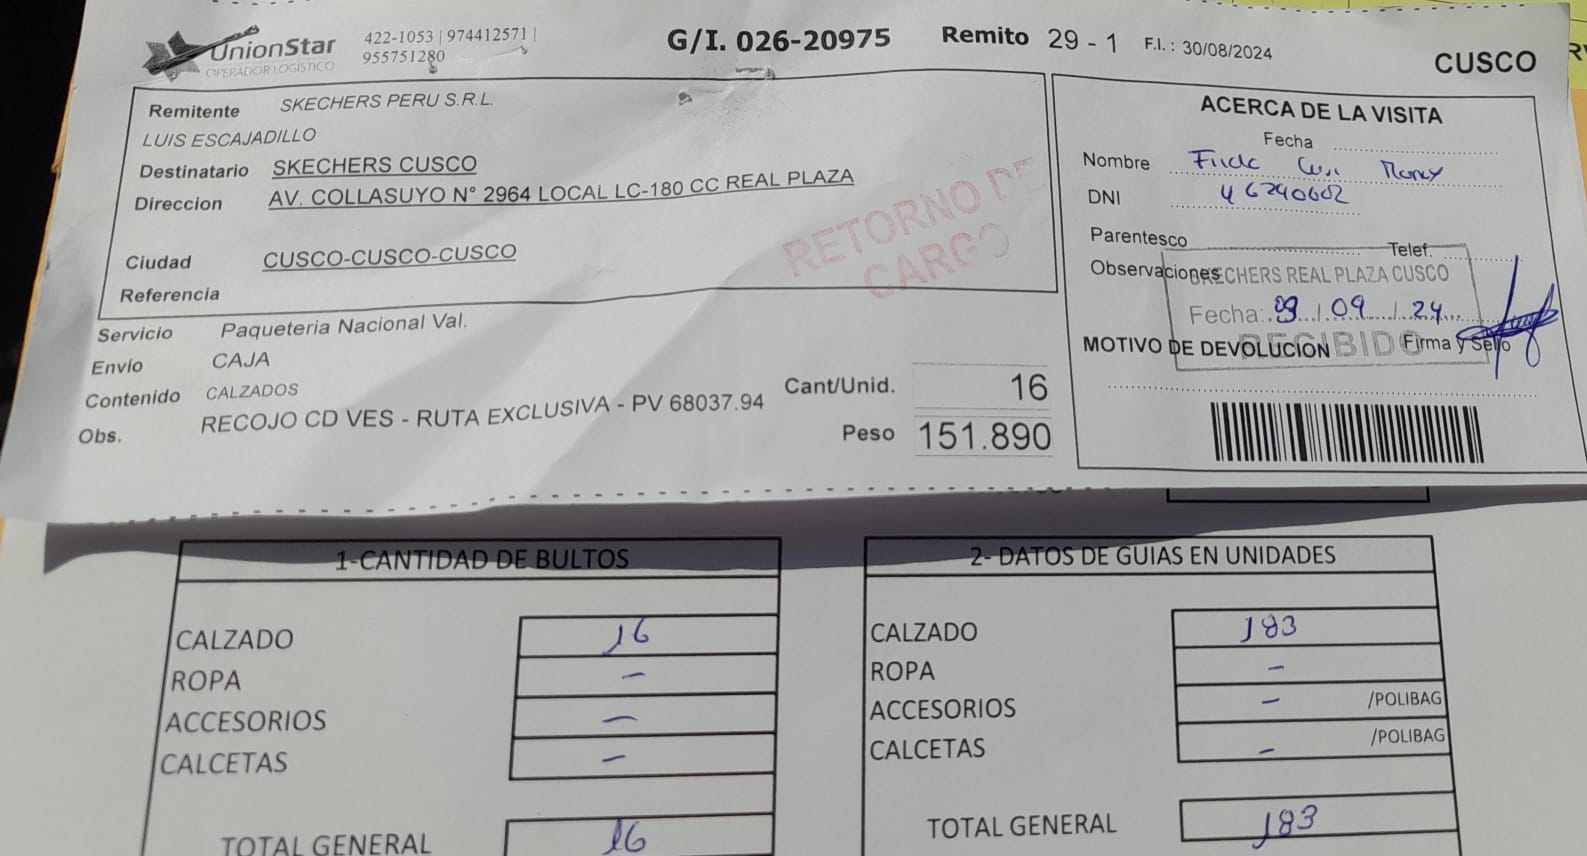 UnionStar
OPERADOR LOGÍSTICO
422-1053 | 974412571 |
955751280
G/I. 026-20975
Remito 29 - 1
F.I. : 30/08/2024
CUSCO
Remitente SKECHERS PERU S.R.L.
LUIS ESCAJADILLO
Destinatario SKECHERS CUSCO
Direccion AV. COLLASUYO N° 2964 LOCAL LC-180 CC REAL PLAZA
Ciudad CUSCO-CUSCO-CUSCO
Referencia
RETORNO DE
CARGO
Servicio Paqueteria Nacional Val.
Envío CAJA
Contenido CALZADOS
Obs. RECOJO CD VES - RUTA EXCLUSIVA - PV 68037.94
Cant/Unid. 16
Peso 151.890
ACERCA DE LA VISITA
Fecha
Nombre
DNI 46240602
Parentesco
Telef.
Observaciones
ECHERS REAL PLAZA CUSCO
Fecha: 09 / 09 / 24
RECIBIDO
Firma y Sello
MOTIVO DE DEVOLUCION
1-CANTIDAD DE BULTOS
CALZADO 16
ROPA -
ACCESORIOS -
CALCETAS -
TOTAL GENERAL 16
2- DATOS DE GUIAS EN UNIDADES
CALZADO 183
ROPA -
ACCESORIOS - /POLIBAG
CALCETAS - /POLIBAG
TOTAL GENERAL 183